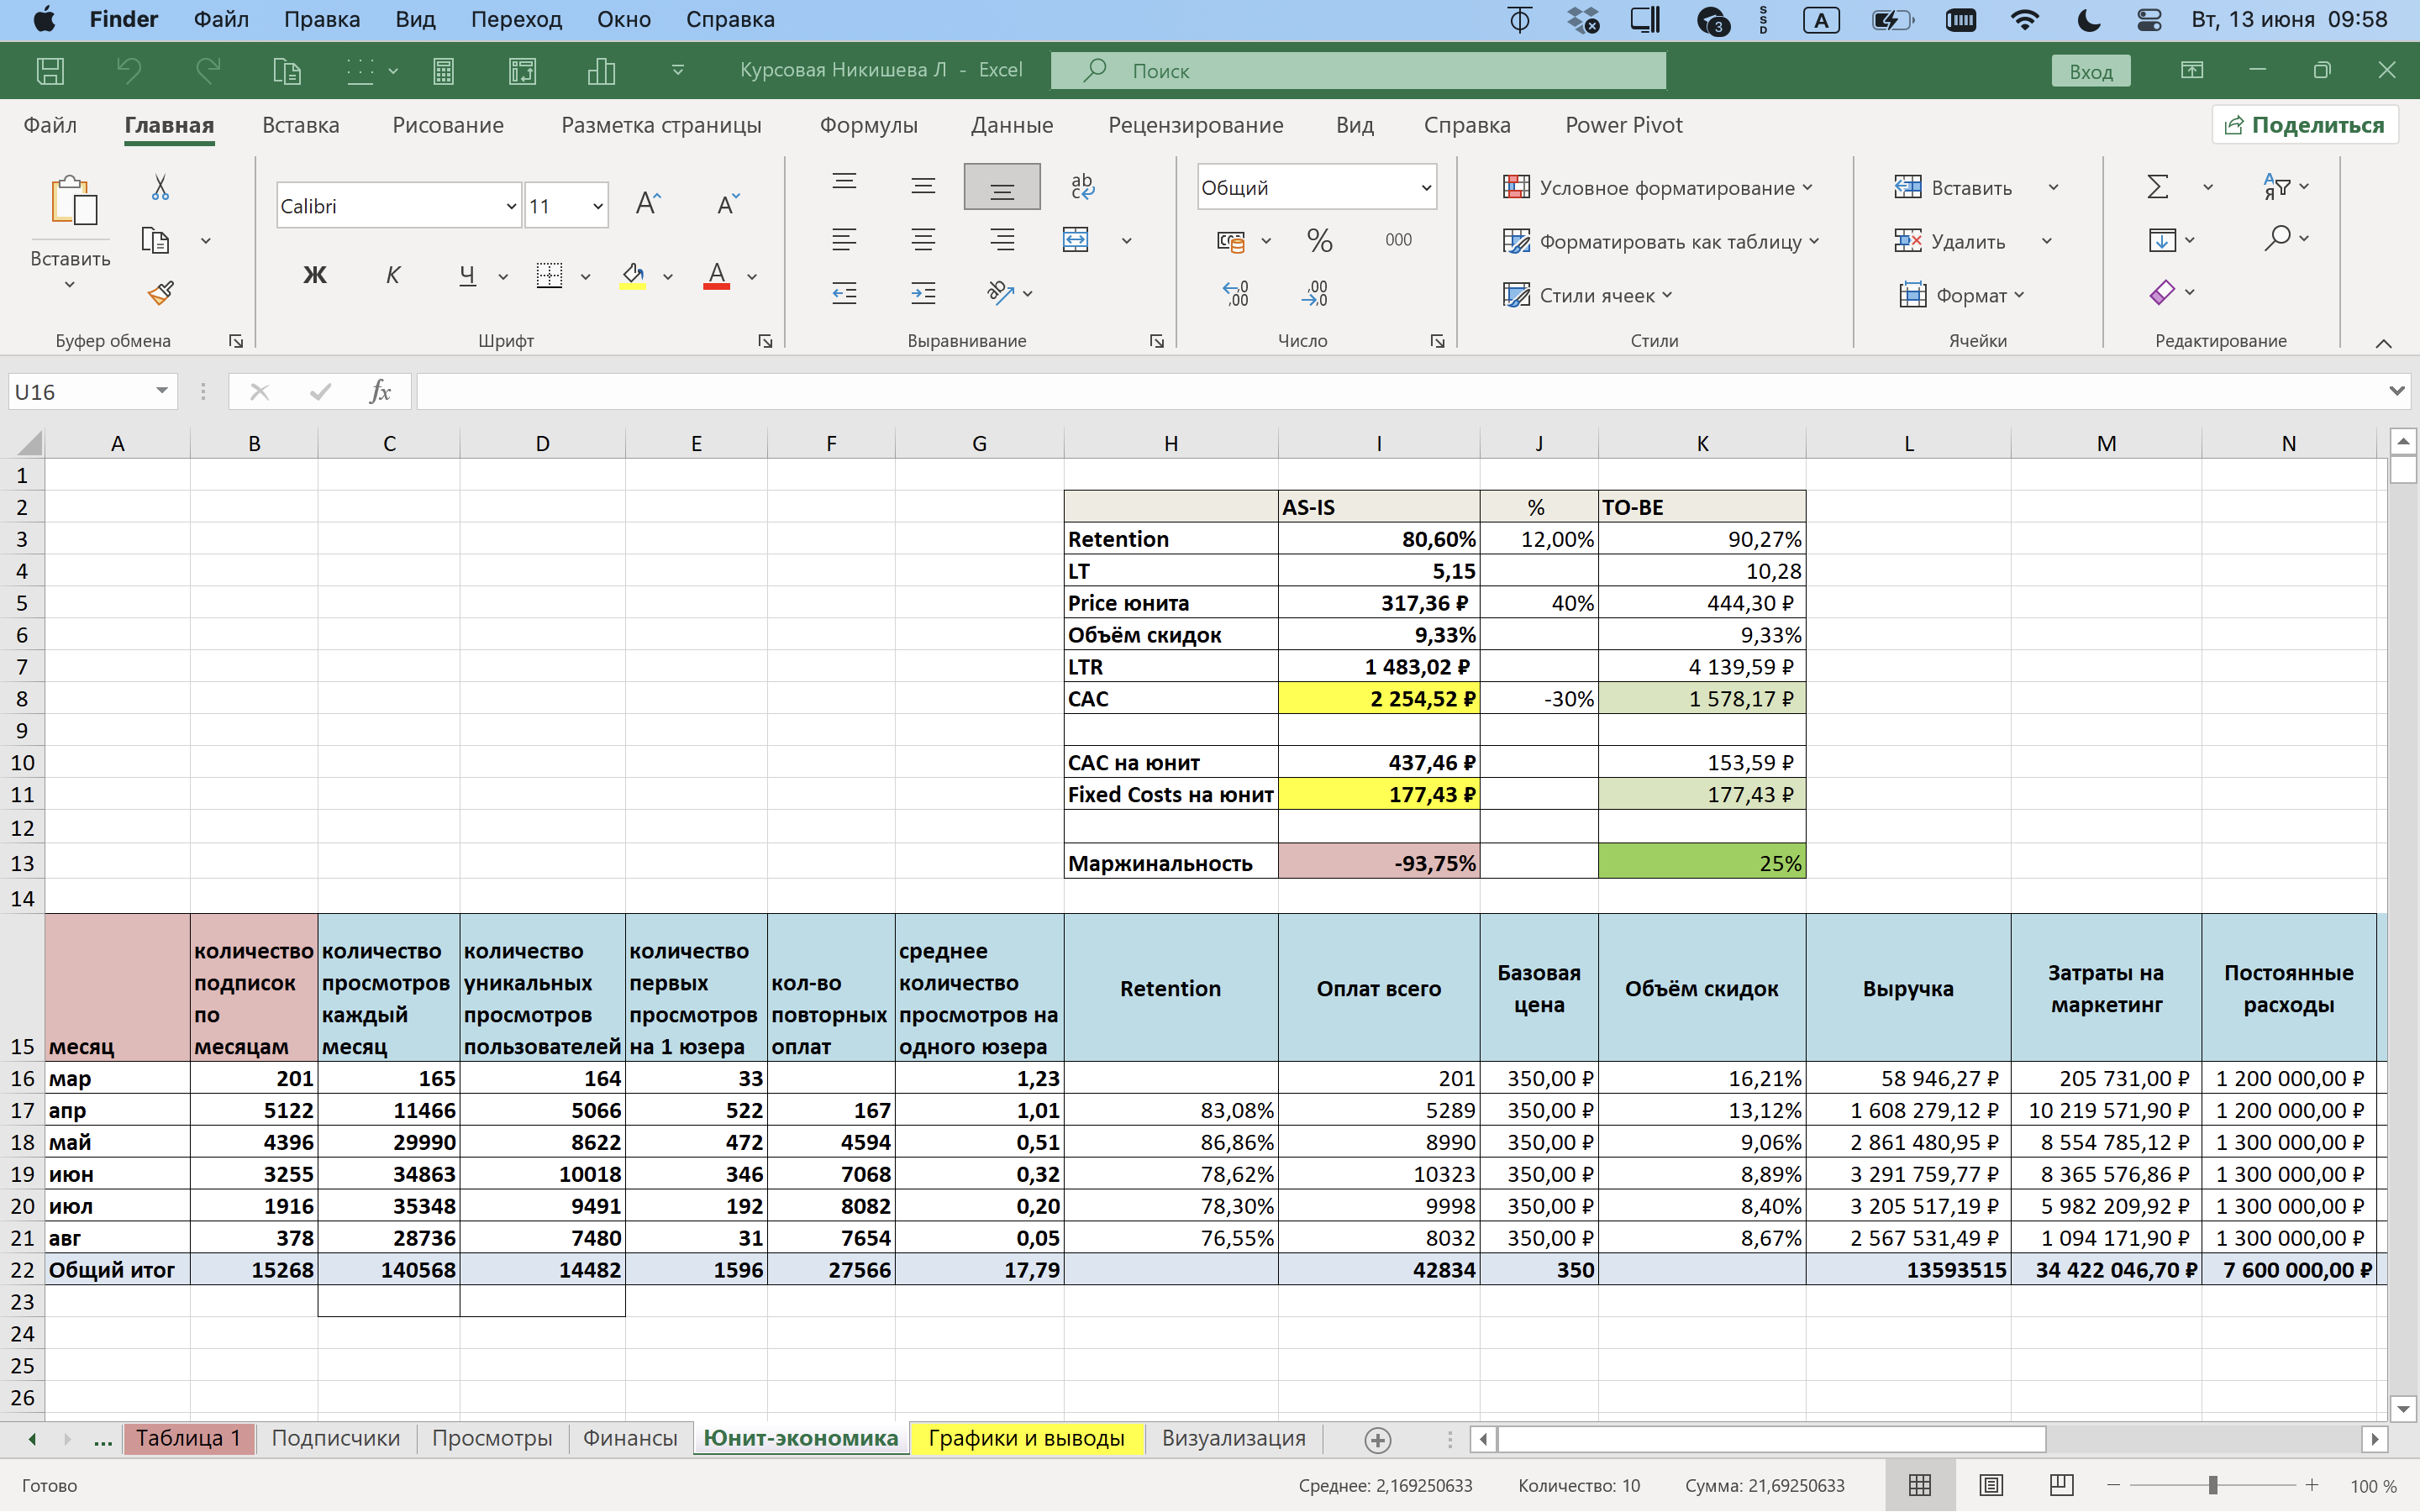 Finder Файл Правка Вид Переход Окно Справка 3 SSD A Вт, 13 июня 09:58
Курсовая Никишева Л - Excel Поиск Вход
Файл Главная Вставка Рисование Разметка страницы Формулы Данные Рецензирование Вид Справка Power Pivot Поделиться
Вставить
Calibri 11
Ж К Ч А
Общий
% 000
Условное форматирование
Форматировать как таблицу
Стили ячеек
Вставить
Удалить
Формат
Буфер обмена Шрифт Выравнивание Число Стили Ячейки Редактирование
U16 fx
A B C D E F G H I J K L M N
1
2 AS-IS % TO-BE
3 Retention 80,60% 12,00% 90,27%
4 LT 5,15 10,28
5 Price юнита 317,36 ₽ 40% 444,30 ₽
6 Объём скидок 9,33% 9,33%
7 LTR 1 483,02 ₽ 4 139,59 ₽
8 CAC 2 254,52 ₽ -30% 1 578,17 ₽
9
10 CAC на юнит 437,46 ₽ 153,59 ₽
11 Fixed Costs на юнит 177,43 ₽ 177,43 ₽
12
13 Маржинальность -93,75% 25%
14
15 месяц количество подписок по месяцам количество просмотров каждый месяц количество уникальных просмотров пользователей количество первых просмотров на 1 юзера кол-во повторных оплат среднее количество просмотров на одного юзера Retention Оплат всего Базовая цена Объём скидок Выручка Затраты на маркетинг Постоянные расходы
16 мар 201 165 164 33 1,23 201 350,00 ₽ 16,21% 58 946,27 ₽ 205 731,00 ₽ 1 200 000,00 ₽
17 апр 5122 11466 5066 522 167 1,01 83,08% 5289 350,00 ₽ 13,12% 1 608 279,12 ₽ 10 219 571,90 ₽ 1 200 000,00 ₽
18 май 4396 29990 8622 472 4594 0,51 86,86% 8990 350,00 ₽ 9,06% 2 861 480,95 ₽ 8 554 785,12 ₽ 1 300 000,00 ₽
19 июн 3255 34863 10018 346 7068 0,32 78,62% 10323 350,00 ₽ 8,89% 3 291 759,77 ₽ 8 365 576,86 ₽ 1 300 000,00 ₽
20 июл 1916 35348 9491 192 8082 0,20 78,30% 9998 350,00 ₽ 8,40% 3 205 517,19 ₽ 5 982 209,92 ₽ 1 300 000,00 ₽
21 авг 378 28736 7480 31 7654 0,05 76,55% 8032 350,00 ₽ 8,67% 2 567 531,49 ₽ 1 094 171,90 ₽ 1 300 000,00 ₽
22 Общий итог 15268 140568 14482 1596 27566 17,79 42834 350 13593515 34 422 046,70 ₽ 7 600 000,00 ₽
23
24
25
26
... Таблица 1 Подписчики Просмотры Финансы Юнит-экономика Графики и выводы Визуализация
Готово Среднее: 2,169250633 Количество: 10 Сумма: 21,69250633 100 %